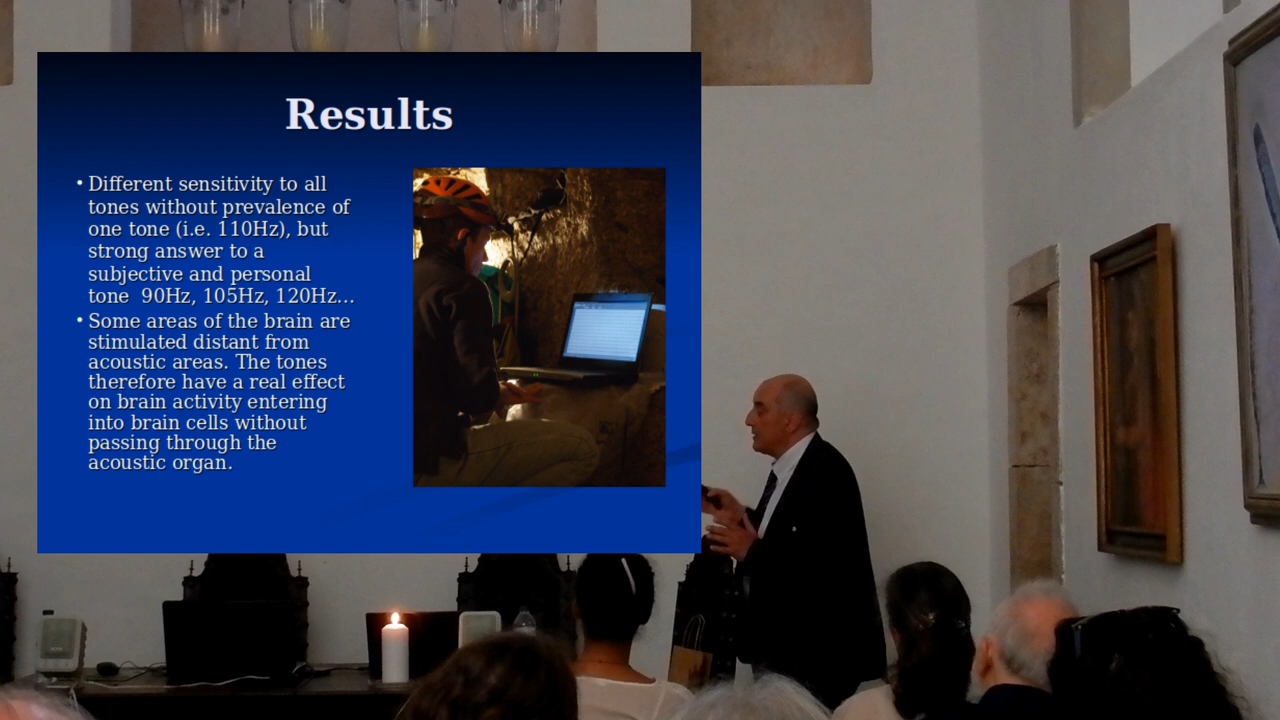 Results
• Different sensitivity to all
tones without prevalence of
one tone (i.e. 110Hz), but
strong answer to a
subjective and personal
tone  90Hz, 105Hz, 120Hz…
• Some areas of the brain are
stimulated distant from
acoustic areas. The tones
therefore have a real effect
on brain activity entering
into brain cells without
passing through the
acoustic organ.